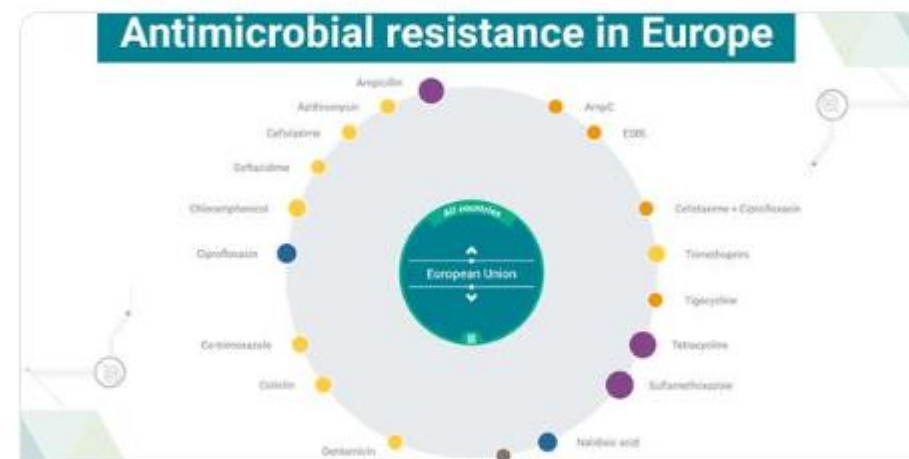 Antimicrobial resistance in Europe
Ampicillin
Azithromycin
AmpC
Cefotaxime
ESBL
Ceftazidime
Chloramphenicol
Cefotaxime + Ciprofloxacin
All countries
Ciprofloxacin
Trimethoprim
European Union
Tigecycline
Co-trimoxazole
Tetracycline
Colistin
Sulfamethoxazole
Gentamicin
Nalidixic acid